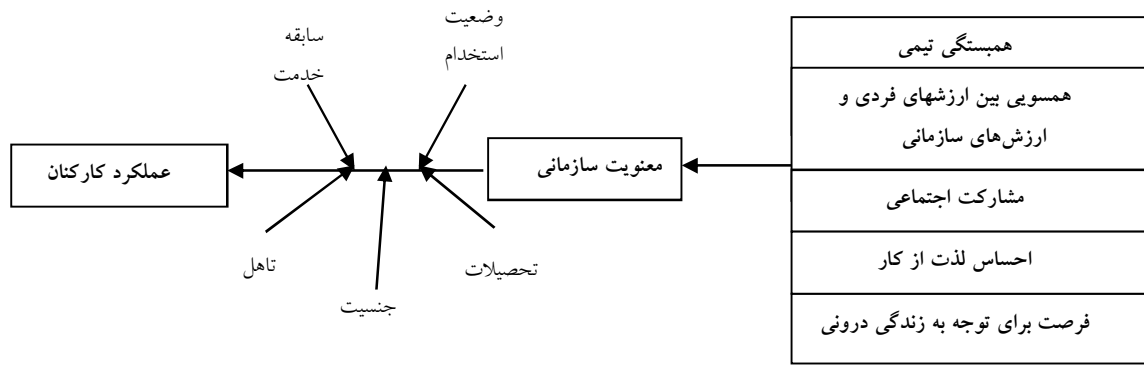 همبستگی تیمی
همسویی بین ارزشهای فردی و
ارزش‌های سازمانی
مشارکت اجتماعی
احساس لذت از کار
فرصت برای توجه به زندگی درونی
معنویت سازمانی
وضعیت
استخدام
سابقه
خدمت
تحصیلات
جنسیت
تاهل
عملکرد کارکنان